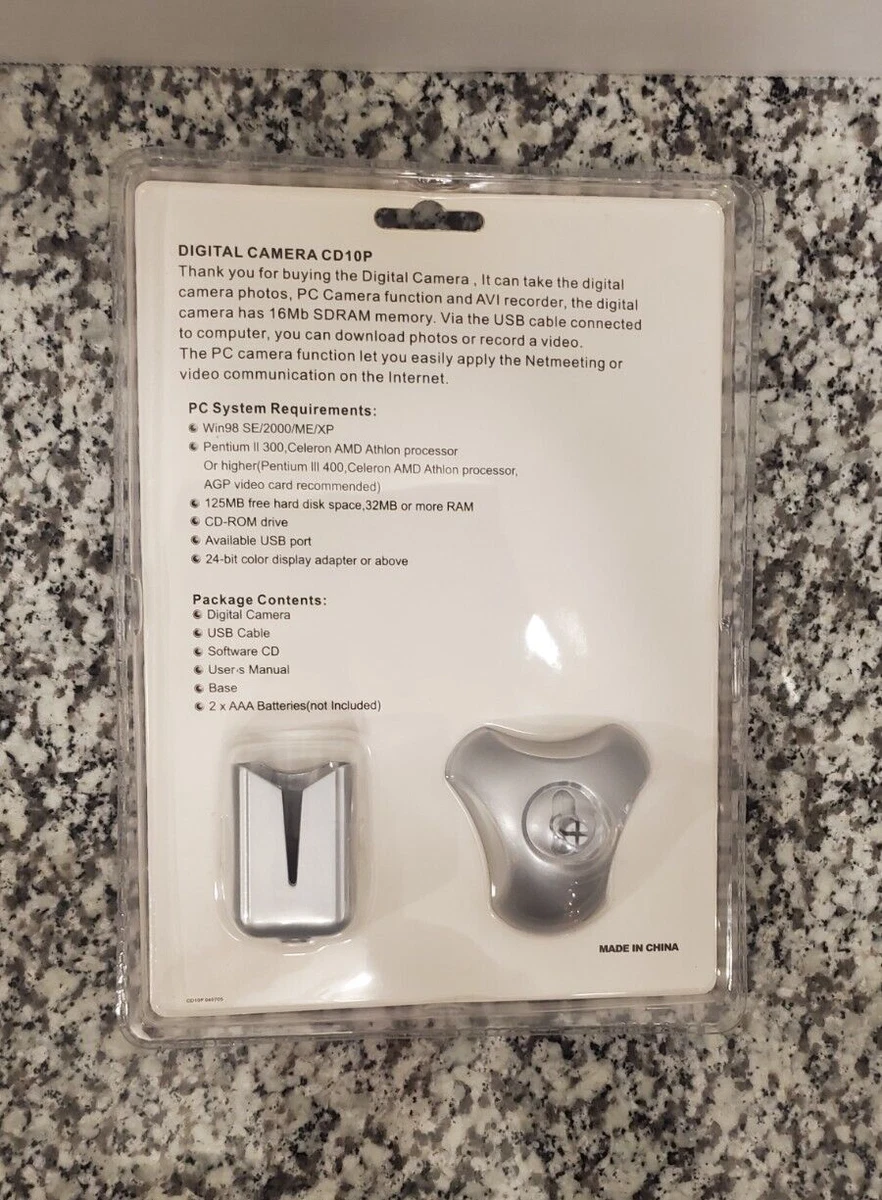 DIGITAL CAMERA CD10P
Thank you for buying the Digital Camera , It can take the digital
camera photos, PC Camera function and AVI recorder, the digital
camera has 16Mb SDRAM memory. Via the USB cable connected
to computer, you can download photos or record a video.
The PC camera function let you easily apply the Netmeeting or
video communication on the Internet.
PC System Requirements:
Win98 SE/2000/ME/XP
Pentium II 300,Celeron AMD Athlon processor
Or higher(Pentium III 400,Celeron AMD Athlon processor,
AGP video card recommended)
125MB free hard disk space,32MB or more RAM
CD-ROM drive
Available USB port
24-bit color display adapter or above
Package Contents:
Digital Camera
USB Cable
Software CD
User's Manual
Base
2 x AAA Batteries(not Included)
MADE IN CHINA
CD10P